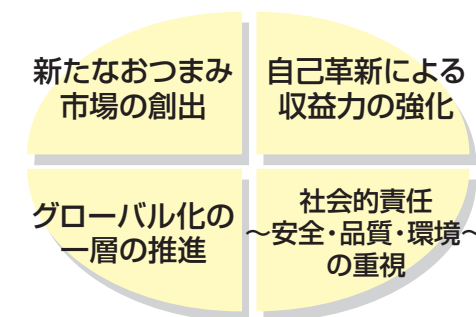 新たなおつまみ
市場の創出
自己革新による
収益力の強化
グローバル化の
一層の推進
社会的責任
～安全・品質・環境～
の重視